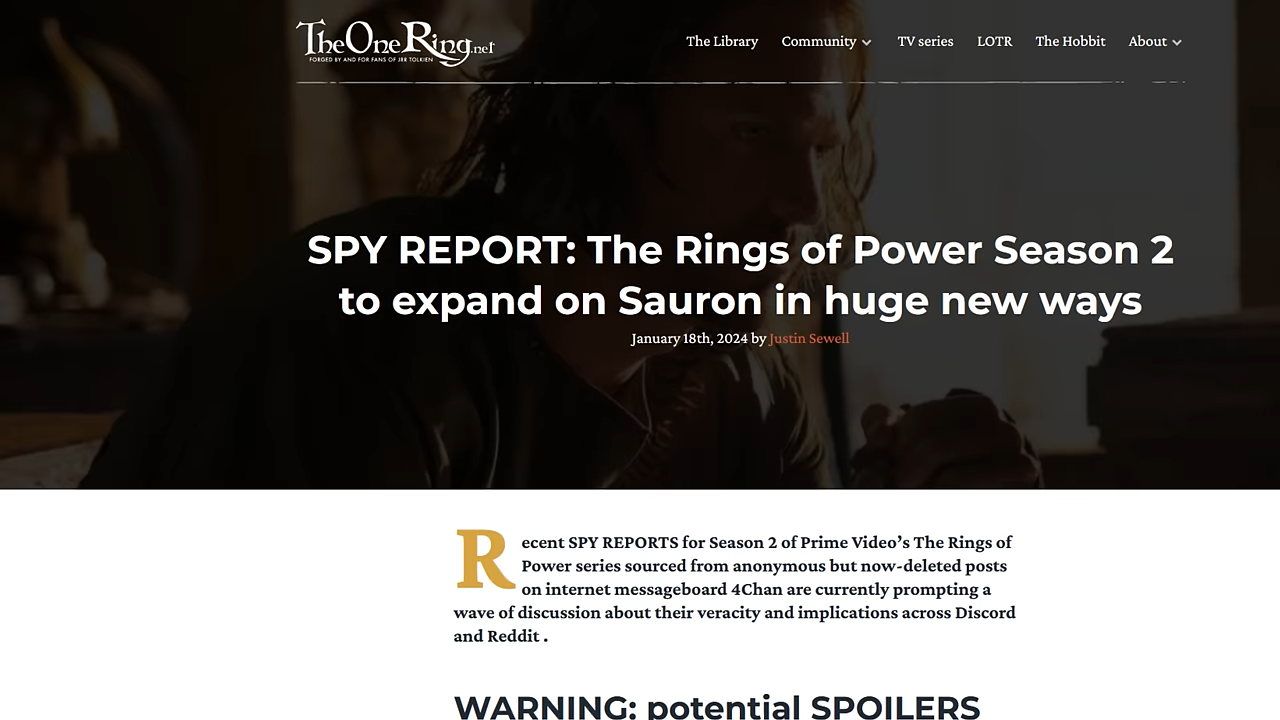 TheOneRing.net
FORGED BY AND FOR FANS OF JRR TOLKIEN
The Library
Community
TV series
LOTR
The Hobbit
About
SPY REPORT: The Rings of Power Season 2
to expand on Sauron in huge new ways
January 18th, 2024 by Justin Sewell
Recent SPY REPORTS for Season 2 of Prime Video’s The Rings of
Power series sourced from anonymous but now-deleted posts
on internet messageboard 4Chan are currently prompting a
wave of discussion about their veracity and implications across Discord
and Reddit .
WARNING: potential SPOILERS